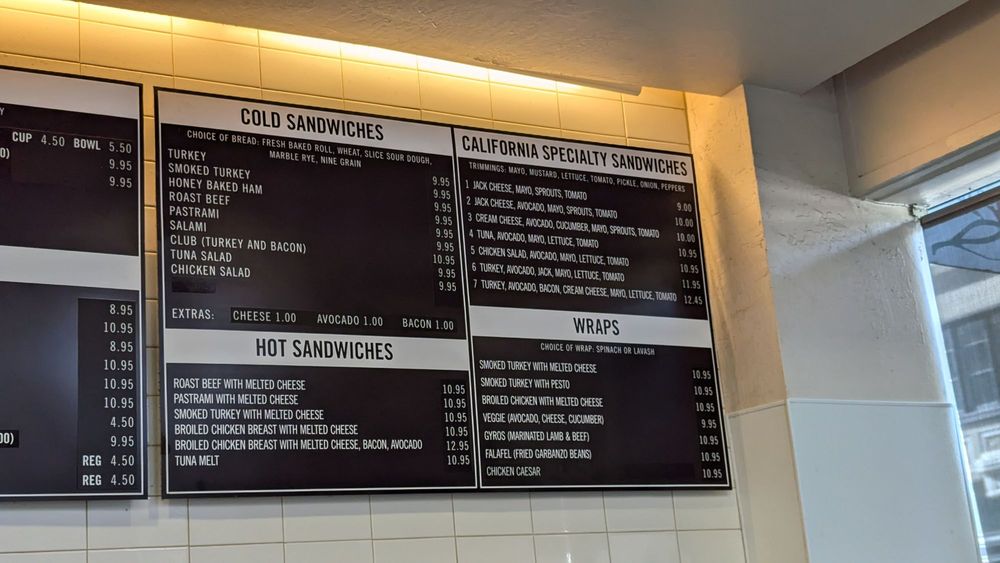 Y
CUP 4.50 BOWL 5.50
0) 9.95
9.95
8.95
10.95
8.95
10.95
10.95
10.95
4.50
00) 9.95
REG 4.50
REG 4.50
COLD SANDWICHES
CHOICE OF BREAD: FRESH BAKED ROLL, WHEAT, SLICE SOUR DOUGH,
MARBLE RYE, NINE GRAIN
TURKEY 9.95
SMOKED TURKEY 9.95
HONEY BAKED HAM 9.95
ROAST BEEF 9.95
PASTRAMI 9.95
SALAMI 9.95
CLUB (TURKEY AND BACON) 10.95
TUNA SALAD 9.95
CHICKEN SALAD 9.95
EXTRAS: CHEESE 1.00 AVOCADO 1.00 BACON 1.00
HOT SANDWICHES
ROAST BEEF WITH MELTED CHEESE 10.95
PASTRAMI WITH MELTED CHEESE 10.95
SMOKED TURKEY WITH MELTED CHEESE 10.95
BROILED CHICKEN BREAST WITH MELTED CHEESE 10.95
BROILED CHICKEN BREAST WITH MELTED CHEESE, BACON, AVOCADO 12.95
TUNA MELT 10.95
CALIFORNIA SPECIALTY SANDWICHES
TRIMMINGS: MAYO, MUSTARD, LETTUCE, TOMATO, PICKLE, ONION, PEPPERS
1 JACK CHEESE, MAYO, SPROUTS, TOMATO 9.00
2 JACK CHEESE, AVOCADO, MAYO, SPROUTS, TOMATO 10.00
3 CREAM CHEESE, AVOCADO, CUCUMBER, MAYO, SPROUTS, TOMATO 10.00
4 TUNA, AVOCADO, MAYO, LETTUCE, TOMATO 10.95
5 CHICKEN SALAD, AVOCADO, MAYO, LETTUCE, TOMATO 10.95
6 TURKEY, AVOCADO, JACK, MAYO, LETTUCE, TOMATO 11.95
7 TURKEY, AVOCADO, BACON, CREAM CHEESE, MAYO, LETTUCE, TOMATO 12.45
WRAPS
CHOICE OF WRAP: SPINACH OR LAVASH
SMOKED TURKEY WITH MELTED CHEESE 10.95
SMOKED TURKEY WITH PESTO 10.95
BROILED CHICKEN WITH MELTED CHEESE 10.95
VEGGIE (AVOCADO, CHEESE, CUCUMBER) 9.95
GYROS (MARINATED LAMB & BEEF) 10.95
FALAFEL (FRIED GARBANZO BEANS) 10.95
CHICKEN CAESAR 10.95